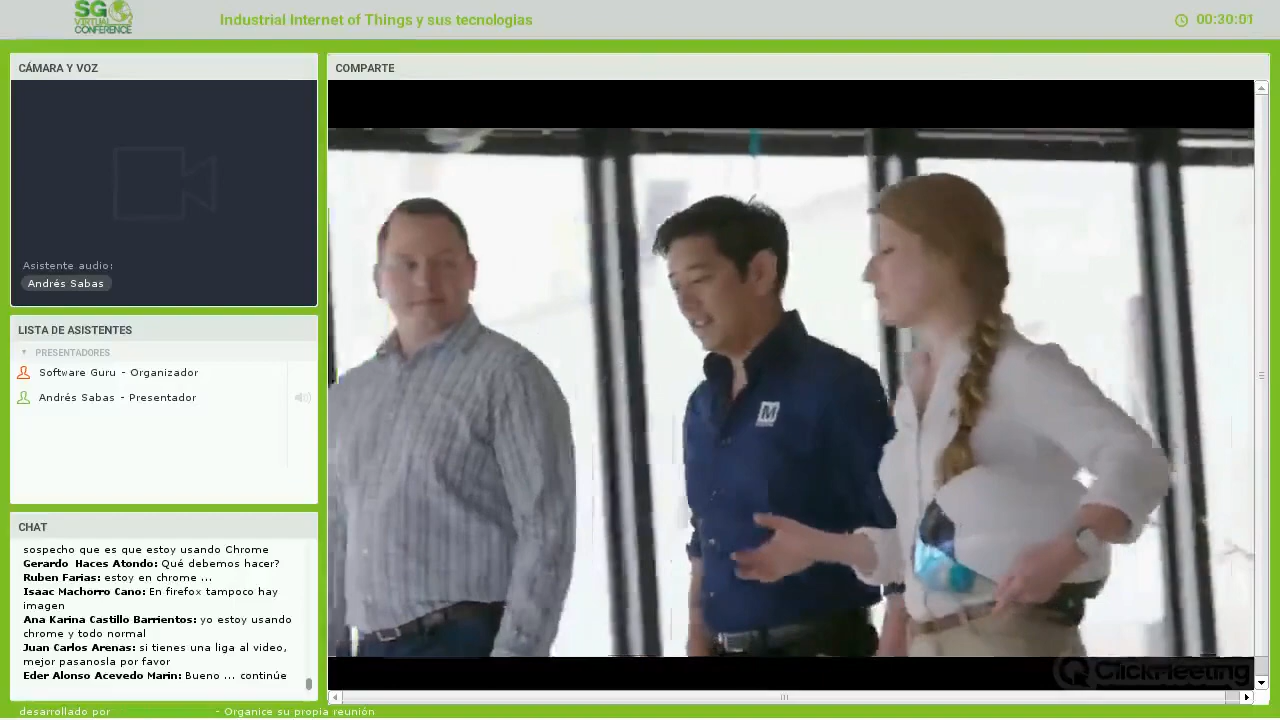 SG
VIRTUAL
CONFERENCE
Industrial Internet of Things y sus tecnologias
00:30:01
CÁMARA Y VOZ
Asistente audio:
Andrés Sabas
LISTA DE ASISTENTES
PRESENTADORES
Software Guru - Organizador
Andrés Sabas - Presentador
CHAT
sospecho que es que estoy usando Chrome
Gerardo Haces Atondo: Qué debemos hacer?
Ruben Farias: estoy en chrome ...
Isaac Machorro Cano: En firefox tampoco hay
imagen
Ana Karina Castillo Barrientos: yo estoy usando
chrome y todo normal
Juan Carlos Arenas: si tienes una liga al video,
mejor pasanosla por favor
Eder Alonso Acevedo Marin: Bueno ... continúe
desarrollado por - Organice su propia reunión
COMPARTE
M
ClickMeeting